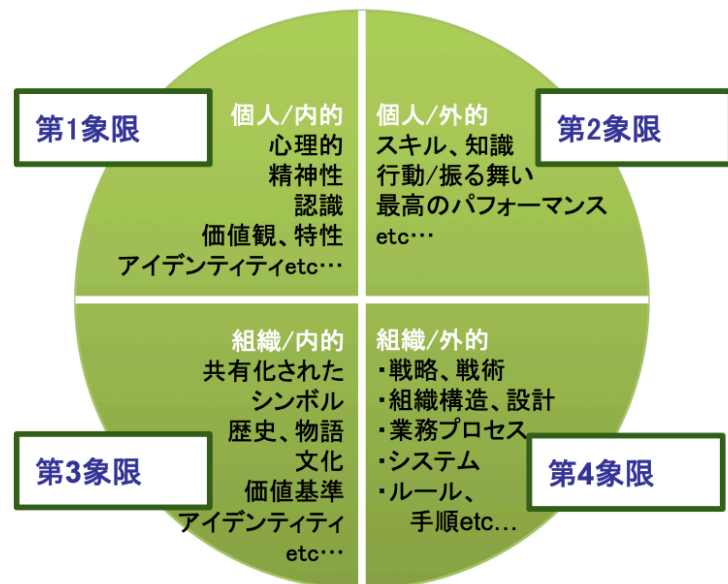 第1象限
個人/内的
心理的
精神性
認識
価値観、特性
アイデンティティetc…
個人/外的
スキル、知識
行動/振る舞い
最高のパフォーマンス
etc…
第2象限
第3象限
組織/内的
共有化された
シンボル
歴史、物語
文化
価値基準
アイデンティティ
etc…
組織/外的
・戦略、戦術
・組織構造、設計
・業務プロセス
・システム
・ルール、
手順etc…
第4象限